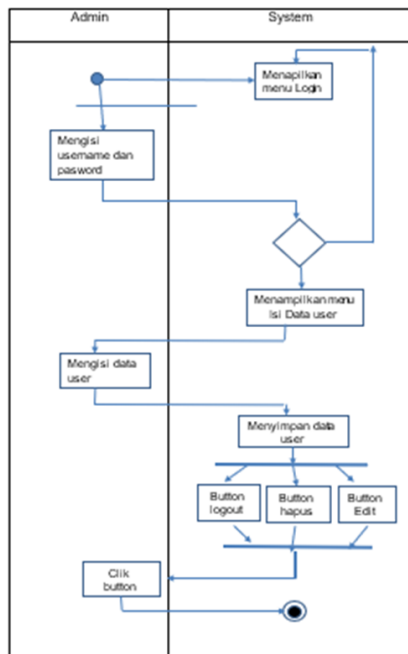 Admin
System
Menapilkan
menu Login
Mengisi
username dan
pasword
Menampilkan menu
Isi Data user
Mengisi data
user
Menyimpan data
user
Button
logout
Button
hapus
Button
Edit
Clik
button